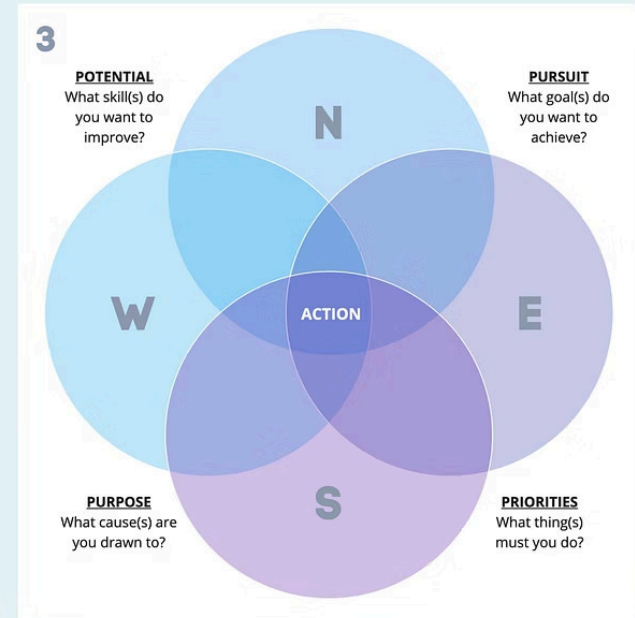 3
POTENTIAL
What skill(s) do
you want to
improve?
PURSUIT
What goal(s) do
you want to
achieve?
N
W
ACTION
E
S
PURPOSE
What cause(s) are
you drawn to?
PRIORITIES
What thing(s)
must you do?